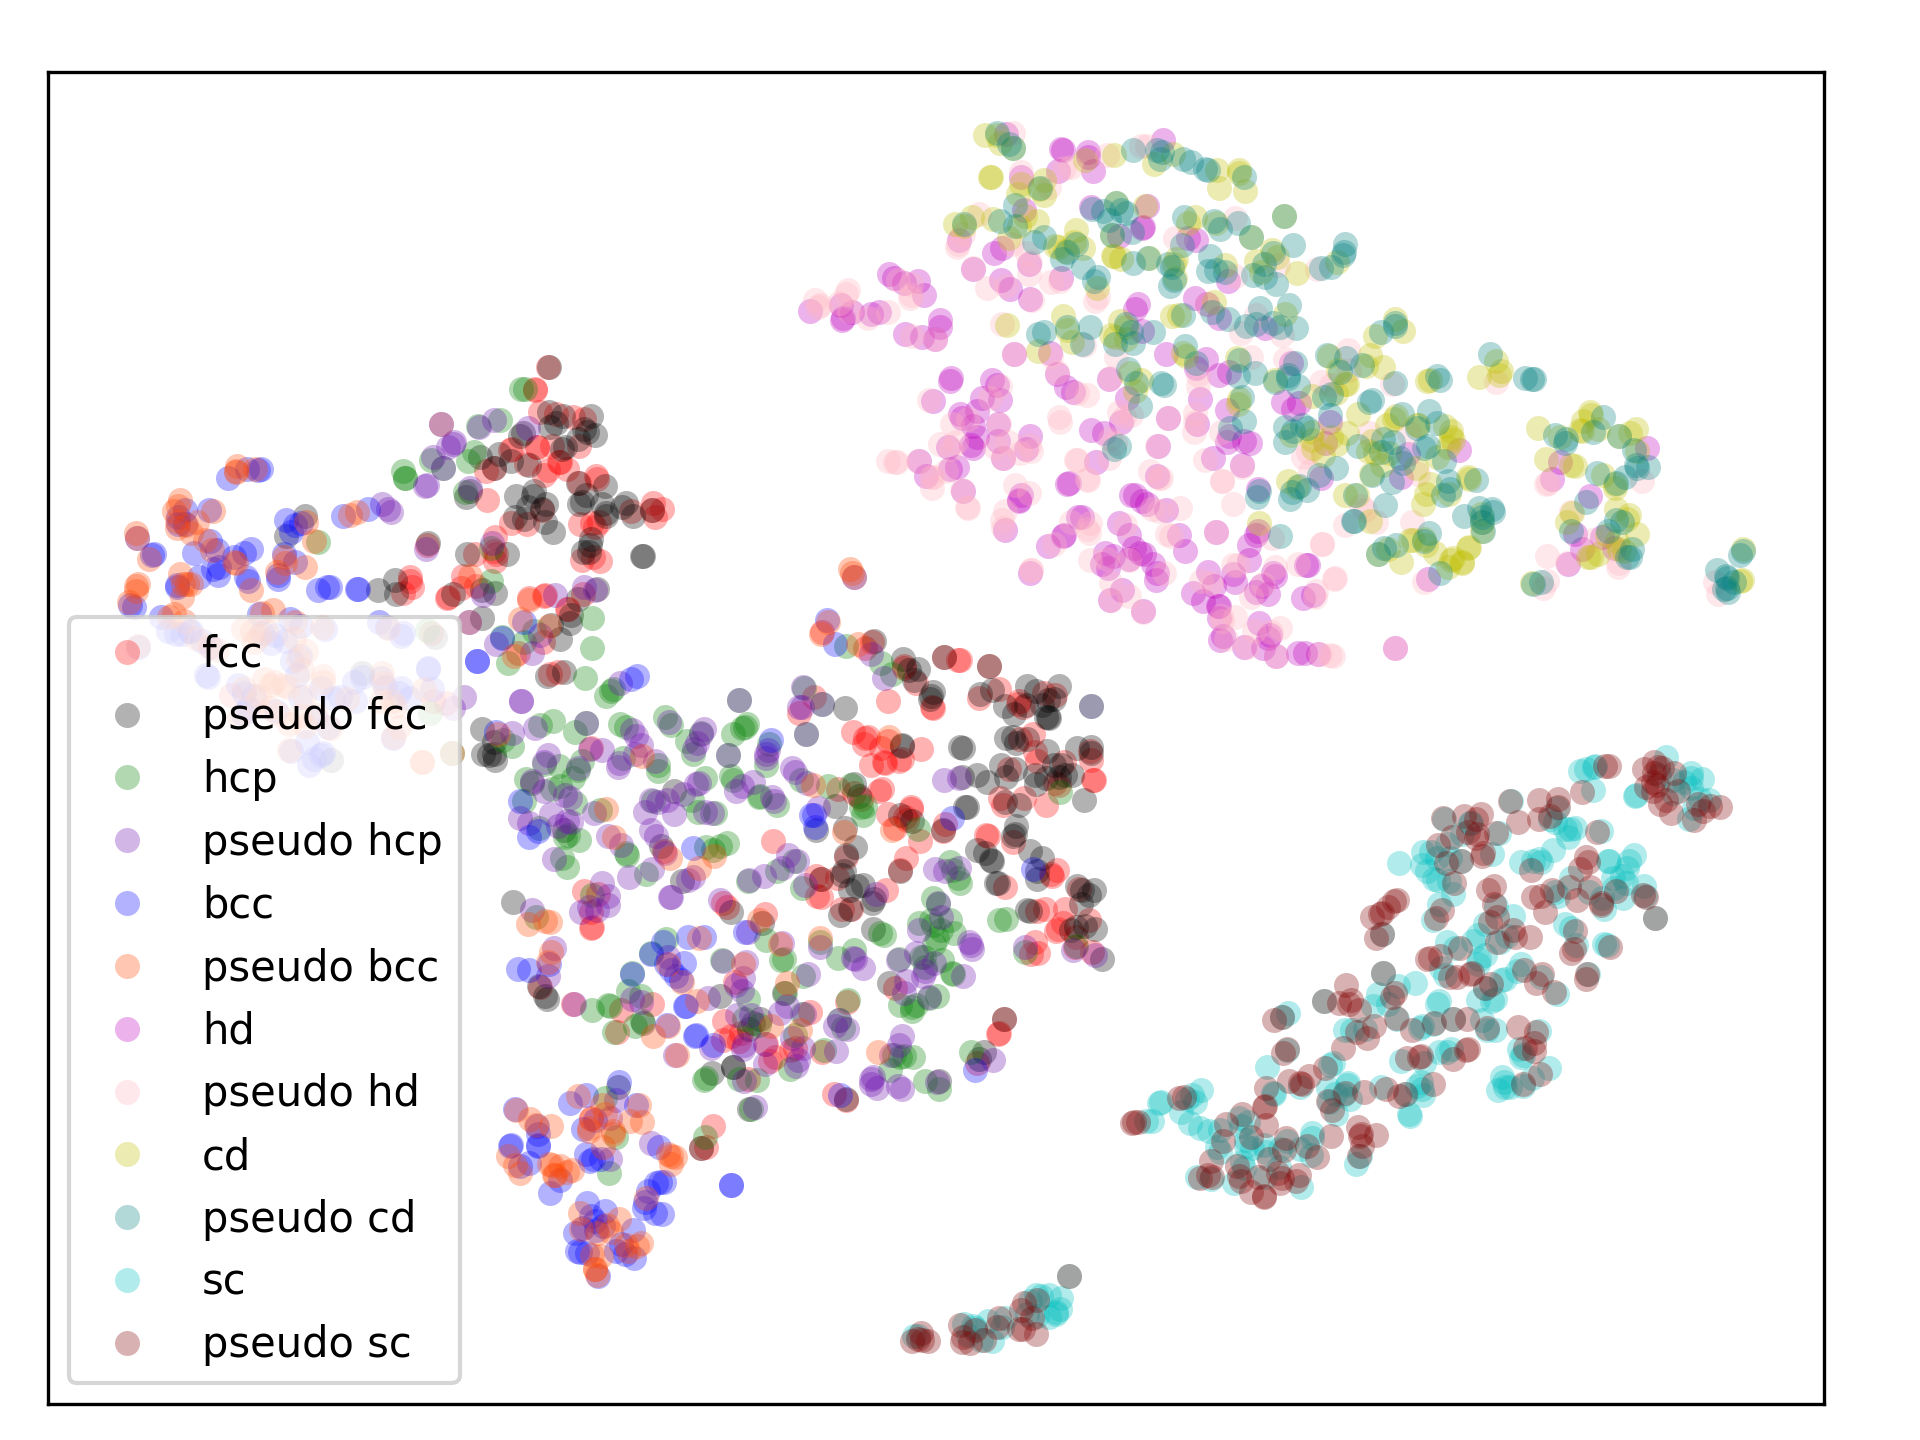 fcc
pseudo fcc
hcp
pseudo hcp
bcc
pseudo bcc
hd
pseudo hd
cd
pseudo cd
sc
pseudo sc